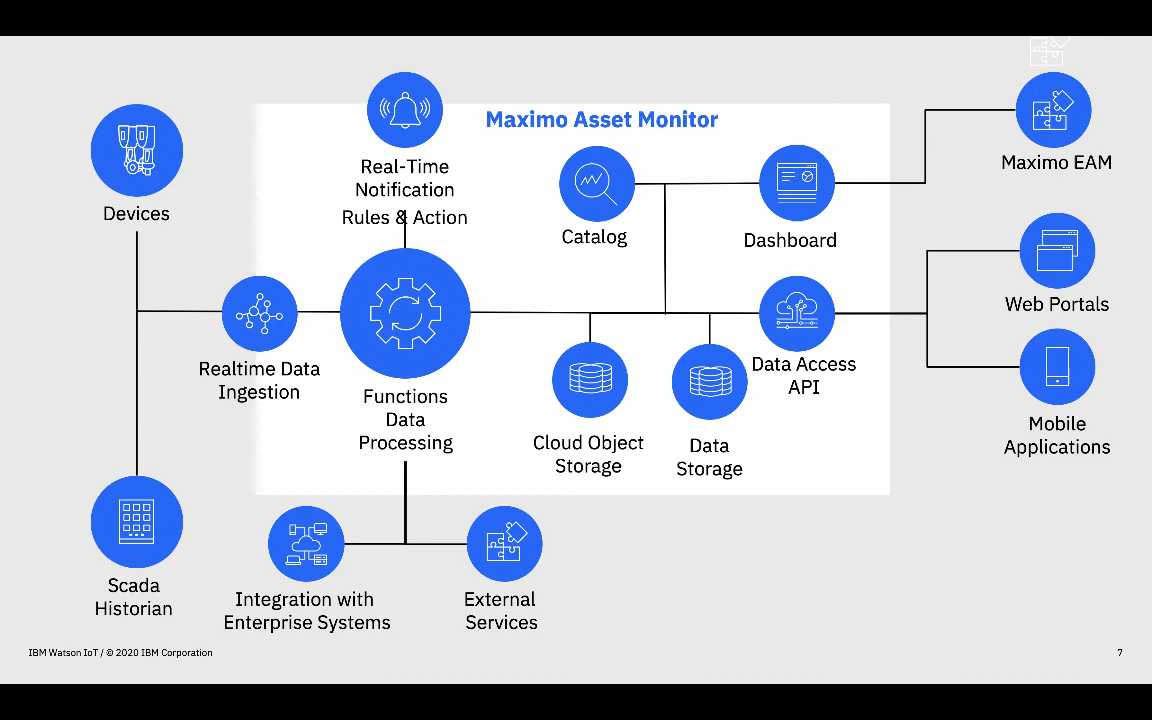 Maximo Asset Monitor
Devices
Real-Time
Notification
Rules & Action
Catalog
Dashboard
Maximo EAM
Web Portals
Realtime Data
Ingestion
Functions
Data
Processing
Cloud Object
Storage
Data
Storage
Data Access
API
Mobile
Applications
Scada
Historian
Integration with
Enterprise Systems
External
Services
IBM Watson IoT / © 2020 IBM Corporation
7